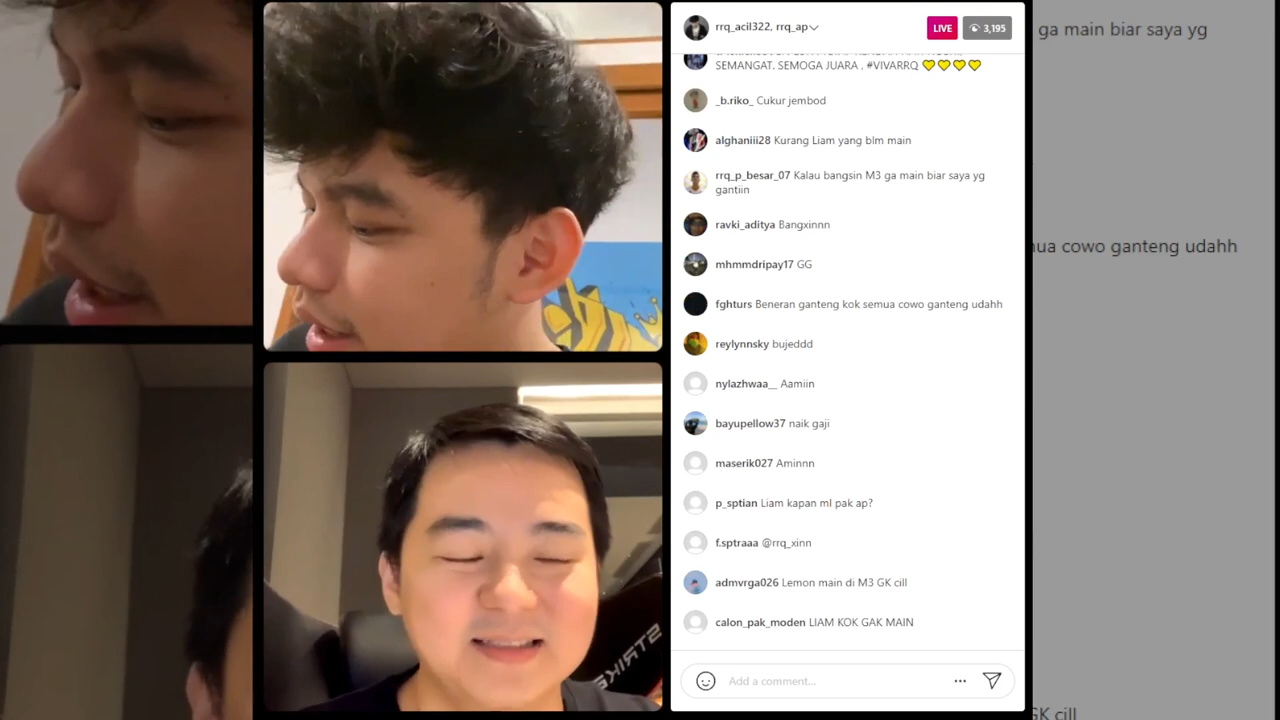 rrq_acil322, rrq_ap
LIVE
3,195
SEMANGAT. SEMOGA JUARA . #VIVARRQ 💛💛💛💛
_b.riko_ Cukur jembod
alghaniii28 Kurang Liam yang blm main
rrq_p_besar_07 Kalau bangsin M3 ga main biar saya yg
gantiin
ravki_aditya Bangxinnn
mhmmdripay17 GG
fghturs Beneran ganteng kok semua cowo ganteng udahh
reylynnsky bujeddd
nylazhwaa__ Aamiin
bayupellow37 naik gaji
maserik027 Aminnn
p_sptian Liam kapan ml pak ap?
f.sptraaa @rrq_xinn
admvrga026 Lemon main di M3 GK cill
calon_pak_moden LIAM KOK GAK MAIN
Add a comment...
ga main biar saya yg
cowo ganteng udahh
GK cill